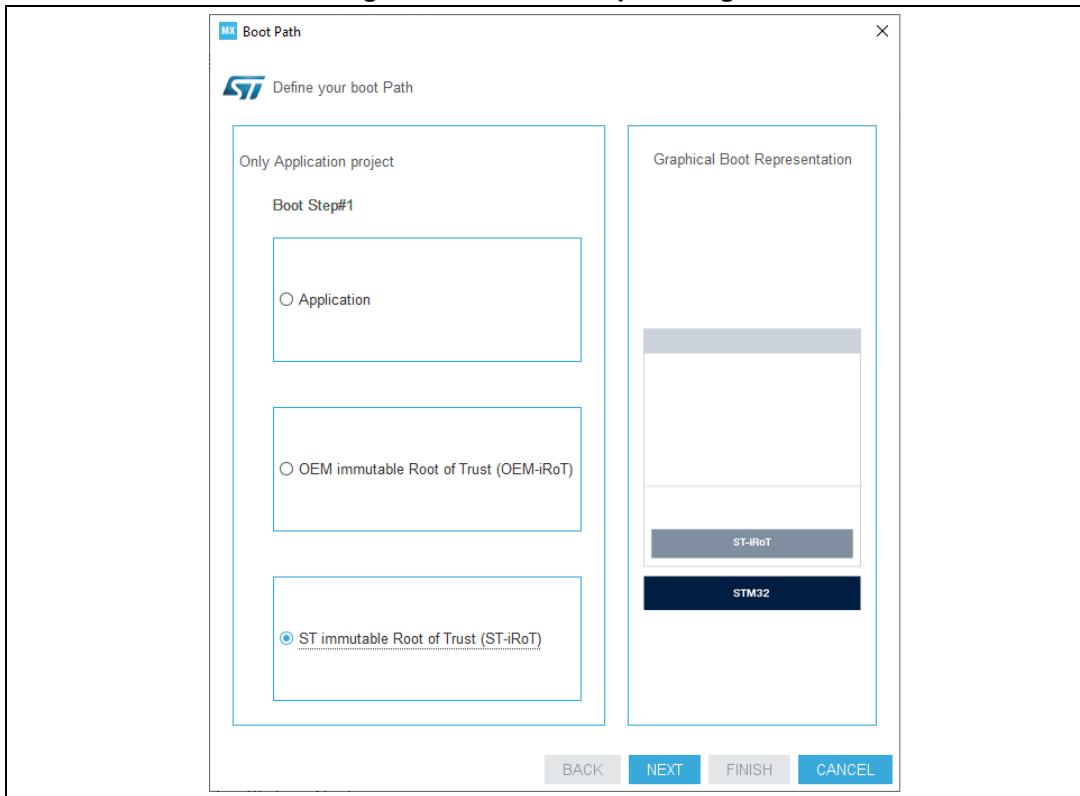 MX Boot Path
ST Define your boot Path
Only Application project
Boot Step#1
Application
OEM immutable Root of Trust (OEM-iRoT)
ST immutable Root of Trust (ST-iRoT)
Graphical Boot Representation
ST-iRoT
STM32
BACK NEXT FINISH CANCEL